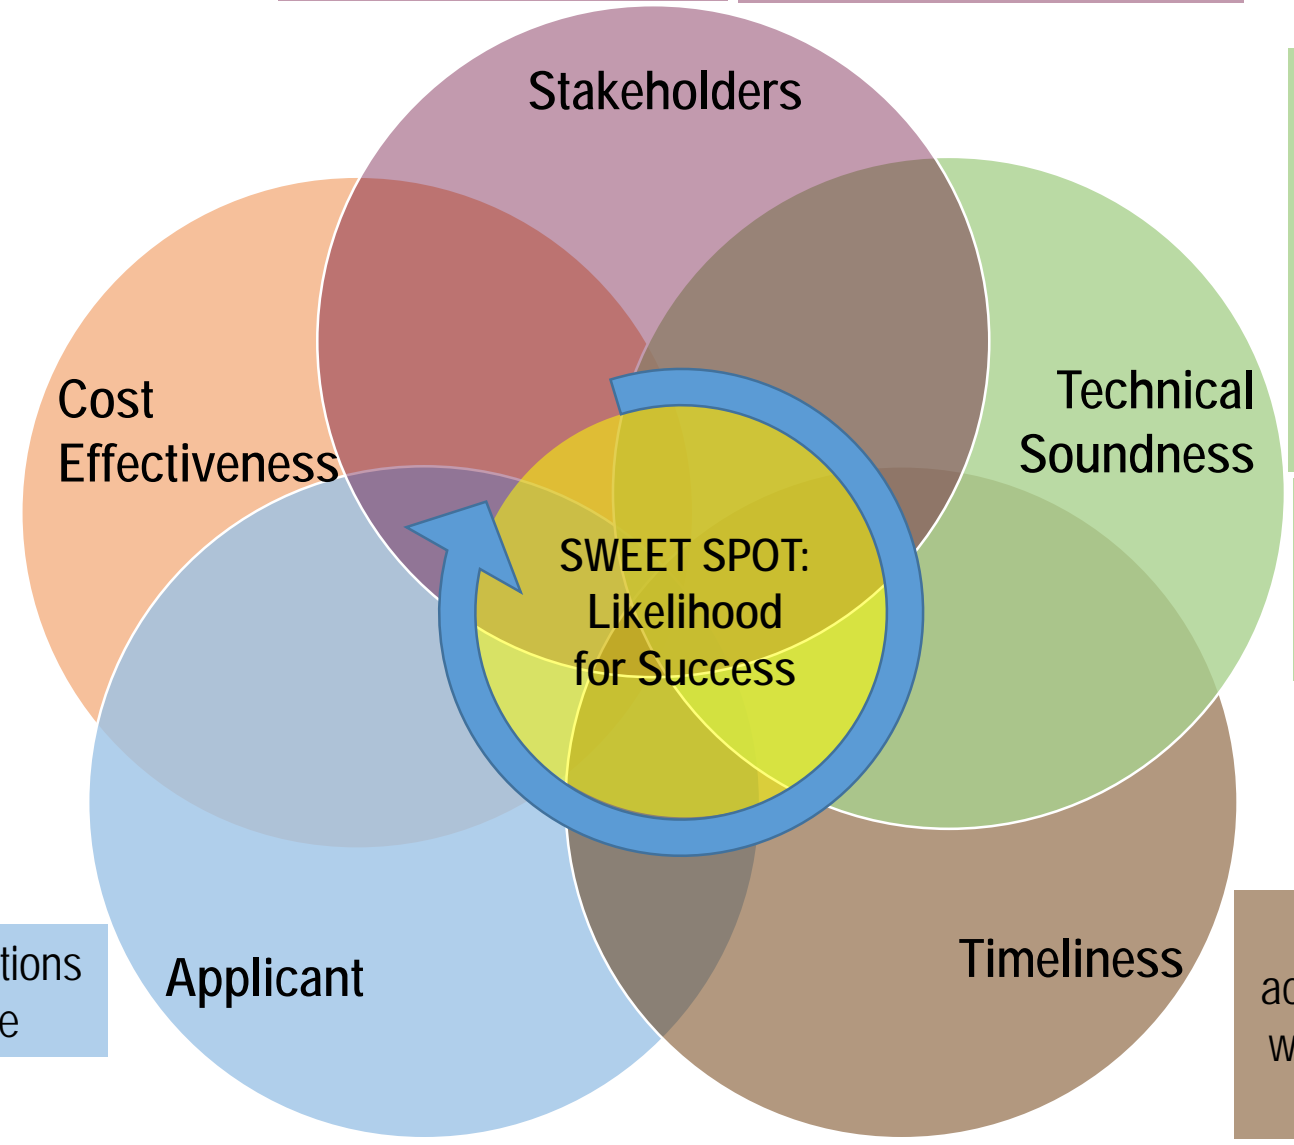 Stakeholders
Cost
Effectiveness
Technical
Soundness
SWEET SPOT:
Likelihood
for Success
Applicant
Timeliness